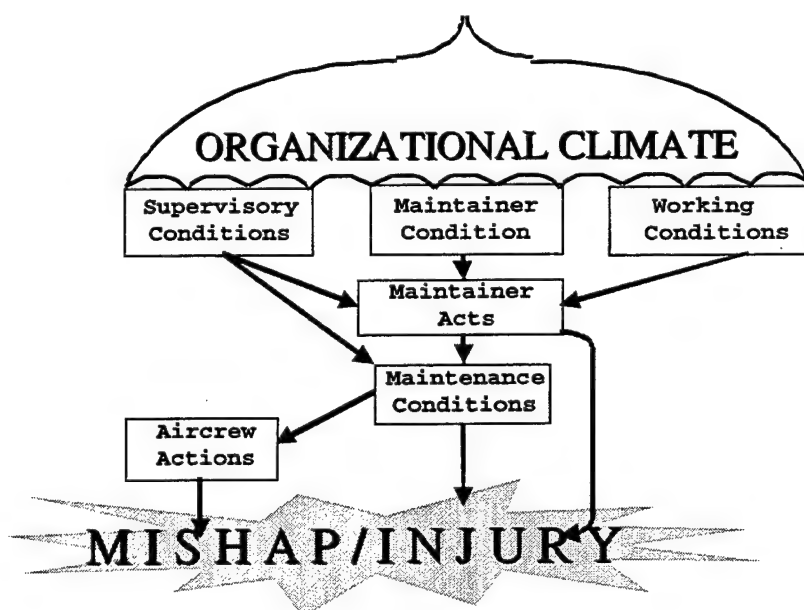 ORGANIZATIONAL CLIMATE
Supervisory
Conditions
Maintainer
Condition
Working
Conditions
Maintainer
Acts
Maintenance
Conditions
Aircrew
Actions
MISHAP/INJURY